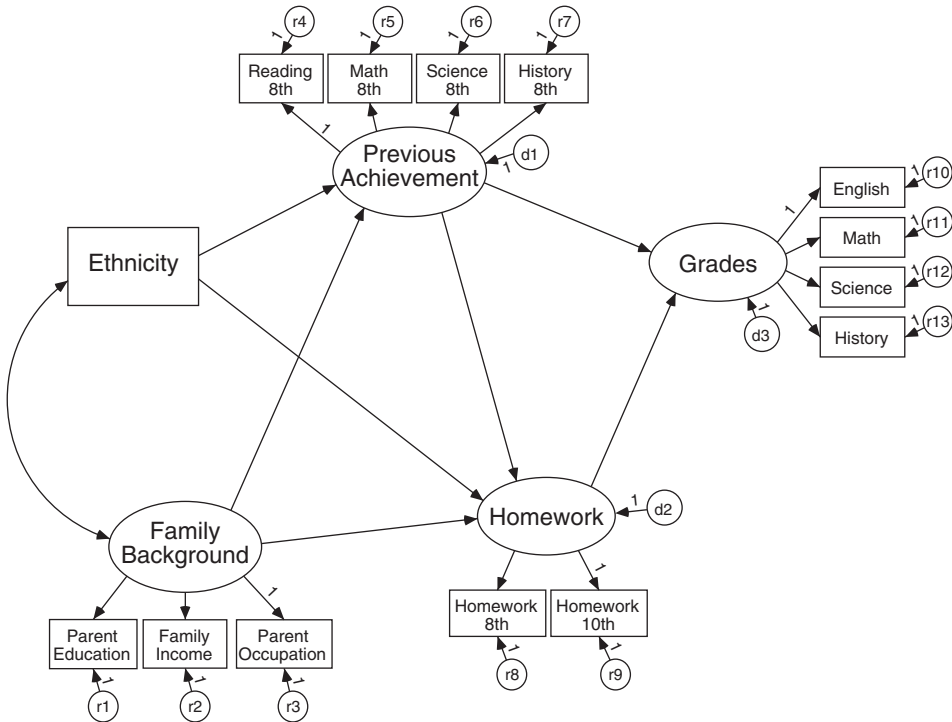 r4
r5
r6
r7
1
1
1
1
Reading
8th
Math
8th
Science
8th
History
8th
1
Previous
Achievement
d1
1
Ethnicity
Grades
1
English
1
r10
Math
1
r11
Science
1
r12
History
1
r13
1
d3
Family
Background
Homework
1
d2
1
1
Parent
Education
Family
Income
Parent
Occupation
Homework
8th
Homework
10th
1
1
1
1
1
r1
r2
r3
r8
r9